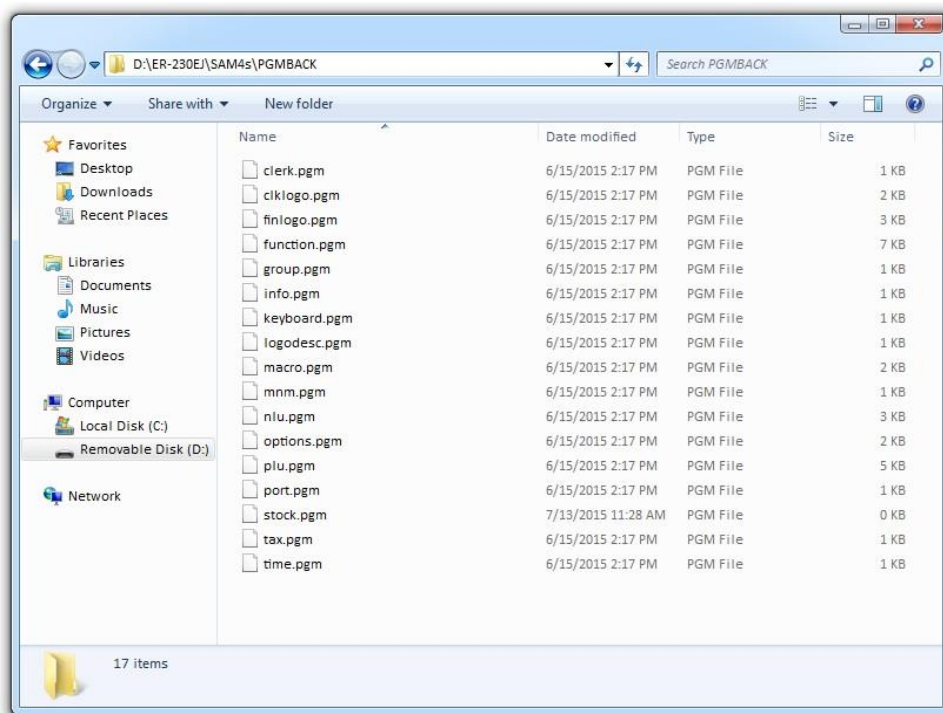 D:\ER-230EJ\SAM4s\PGMBACK
Search PGMBACK
Organize
Share with
New folder
Favorites
Desktop
Downloads
Recent Places
Libraries
Documents
Music
Pictures
Videos
Computer
Local Disk (C:)
Removable Disk (D:)
Network
Name Date modified Type Size
clerk.pgm 6/15/2015 2:17 PM PGM File 1 KB
clklogo.pgm 6/15/2015 2:17 PM PGM File 2 KB
finlogo.pgm 6/15/2015 2:17 PM PGM File 3 KB
function.pgm 6/15/2015 2:17 PM PGM File 7 KB
group.pgm 6/15/2015 2:17 PM PGM File 1 KB
info.pgm 6/15/2015 2:17 PM PGM File 1 KB
keyboard.pgm 6/15/2015 2:17 PM PGM File 1 KB
logodesc.pgm 6/15/2015 2:17 PM PGM File 1 KB
macro.pgm 6/15/2015 2:17 PM PGM File 2 KB
mnm.pgm 6/15/2015 2:17 PM PGM File 1 KB
nlu.pgm 6/15/2015 2:17 PM PGM File 3 KB
options.pgm 6/15/2015 2:17 PM PGM File 2 KB
plu.pgm 6/15/2015 2:17 PM PGM File 5 KB
port.pgm 6/15/2015 2:17 PM PGM File 1 KB
stock.pgm 7/13/2015 11:28 AM PGM File 0 KB
tax.pgm 6/15/2015 2:17 PM PGM File 1 KB
time.pgm 6/15/2015 2:17 PM PGM File 1 KB
17 items